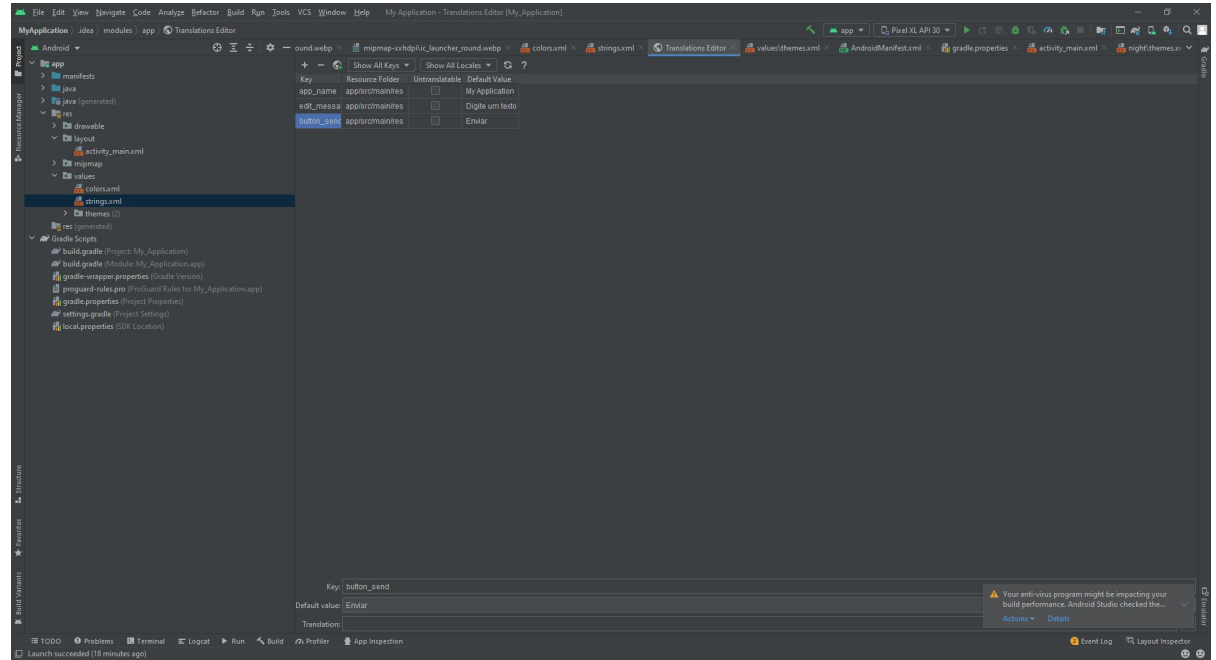 File Edit View Navigate Code Analyze Refactor Build Run Tools VCS Window Help My Application - Translations Editor [My_Application]
MyApplication .idea modules app Translations Editor
app Pixel XL API 30
Project
Android
ound.webp mipmap-xxhdpi\ic_launcher_round.webp colors.xml strings.xml Translations Editor values\themes.xml AndroidManifest.xml gradle.properties activity_main.xml night\themes.x
Gradle
Resource Manager
app
manifests
java
java (generated)
res
drawable
layout
activity_main.xml
mipmap
values
colors.xml
strings.xml
themes (2)
res (generated)
Gradle Scripts
build.gradle (Project: My_Application)
build.gradle (Module: My_Application.app)
gradle-wrapper.properties (Gradle Version)
proguard-rules.pro (ProGuard Rules for My_Application.app)
gradle.properties (Project Properties)
settings.gradle (Project Settings)
local.properties (SDK Location)
Show All Keys Show All Locales ?
Key Resource Folder Untranslatable Default Value
app_name app/src/main/res My Application
edit_messa app/src/main/res Digite um texto
button_send app/src/main/res Enviar
Structure
Favorites
Build Variants
Key: button_send
Default value: Enviar
Translation:
Your anti-virus program might be impacting your
build performance. Android Studio checked the...
Actions Details
Emulator
TODO Problems Terminal Logcat Run Build Profiler App Inspection
2 Event Log Layout Inspector
Launch succeeded (18 minutes ago)